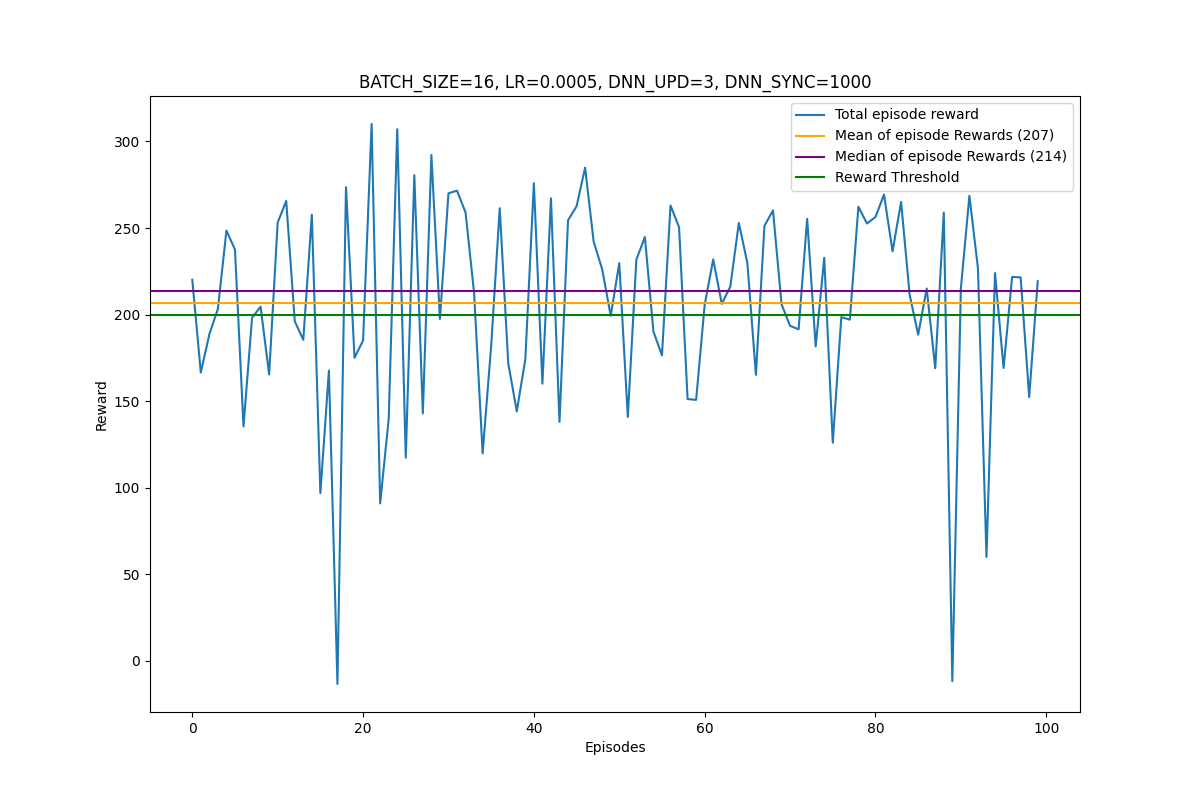 BATCH_SIZE=16, LR=0.0005, DNN_UPD=3, DNN_SYNC=1000
Total episode reward
Mean of episode Rewards (207)
Median of episode Rewards (214)
Reward Threshold
300
250
200
150
100
50
0
Reward
0 20 40 60 80 100
Episodes